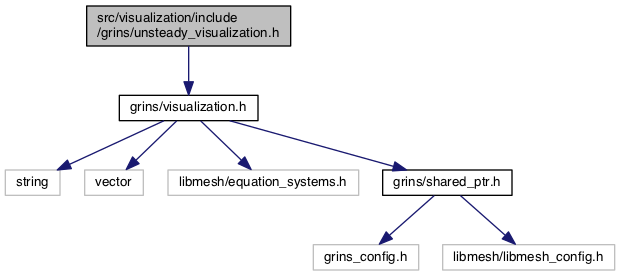 src/visualization/include
/grins/unsteady_visualization.h
grins/visualization.h
string
vector
libmesh/equation_systems.h
grins/shared_ptr.h
grins_config.h
libmesh/libmesh_config.h